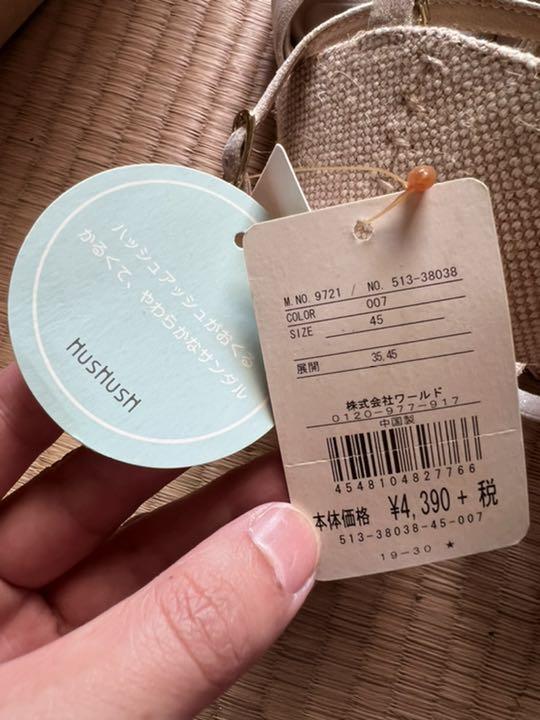 ハッシュアッシュがおくる
かるくて、やわらかなサンダル
HusHusH
M.NO. 9721 / NO. 513-38038
COLOR 007
SIZE 45
展開 35,45
株式会社ワールド
0120-977-917
中国製
4548104827766
本体価格 ¥4,390+税
513-38038-45-007
19-30 ★